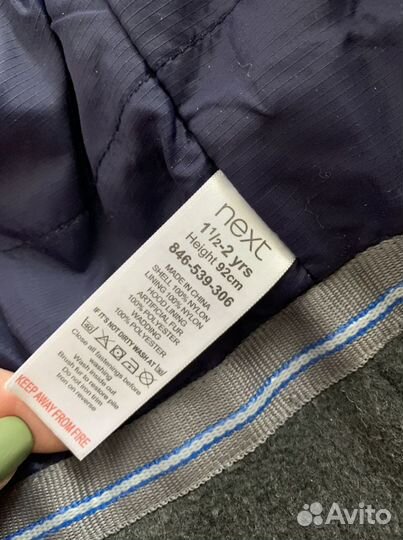 next
1 1/2-2 yrs
Height 92cm
846-539-306
MADE IN CHINA
SHELL 100% NYLON
LINING 100% NYLON
HOOD LINING
ARTIFICIAL FUR
100% POLYESTER
WADDING
100% POLYESTER
IF IT'S NOT DIRTY WASH AT
Close all fastenings before
washing
Wash inside out
Brush fur to restore pile
Do not iron trim
Iron on reverse
KEEP AWAY FROM FIRE
Avito